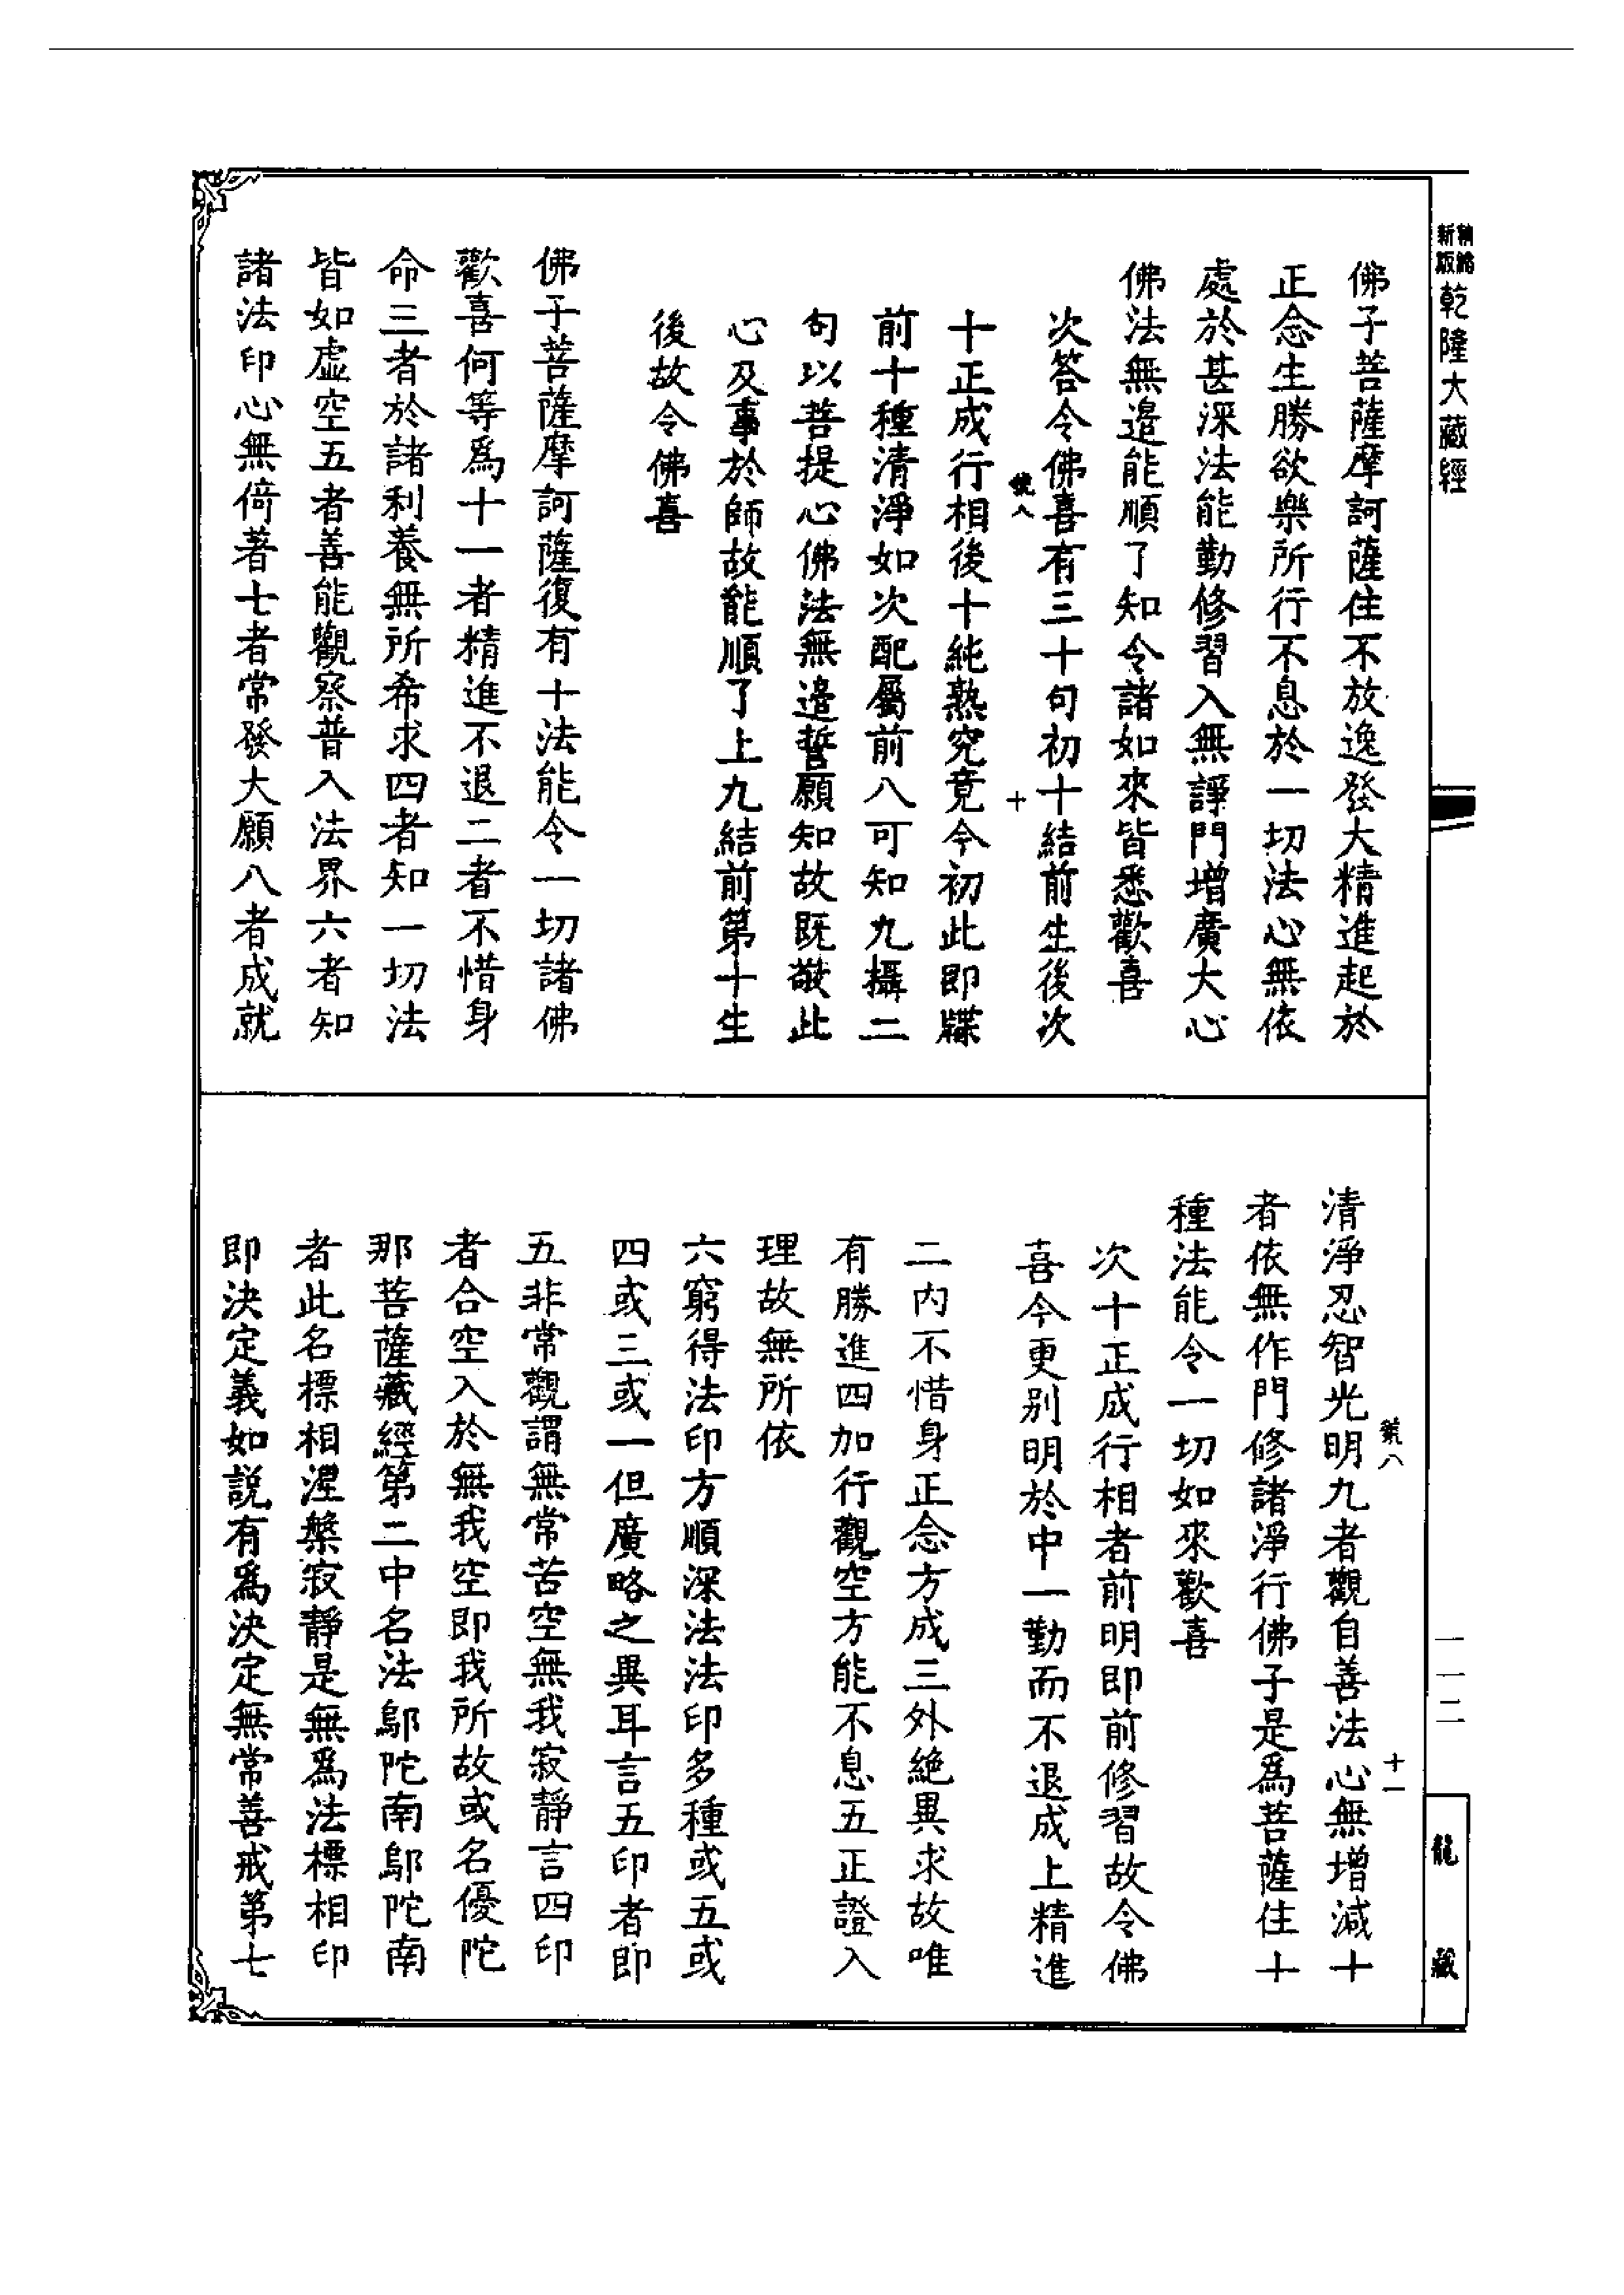 精緻
新版
乾隆大藏經
佛子菩薩摩訶薩住不放逸發大精進起於
正念生勝欲樂所行不息於一切法心無依
處於甚深法能勤修習入無諍門增廣大心
佛法無邊能順了知令諸如來皆悉歡喜
次答令佛喜有三十句初十結前生後次
十正成行相後十純熟究竟今初此即牒
前十種清淨如次配屬前八可知九攝二
句以菩提心佛法無邊誓願知故既敬此
心及事於師故能順了上九結前第十生
後故令佛喜
佛子菩薩摩訶薩復有十法能令一切諸佛
歡喜何等爲十一者精進不退二者不惜身
命三者於諸利養無所希求四者知一切法
皆如虛空五者善能觀察普入法界六者知
諸法印心無倚著七者常發大願八者成就
十
清淨忍智光明九者觀自善法心無增減十
者依無作門修諸淨行佛子是爲菩薩住十
種法能令一切如來歡喜
次十正成行相者前明即前修習故令佛
喜今更別明於中一勤而不退成上精進
二內不惜身正念方成三外絶異求故唯
有勝進四加行觀空方能不息五正證入
理故無所依
六窮得法印方順深法法印多種或五或
四或三或一但廣略之異耳言五印者即
五非常觀謂無常苦空無我寂靜言四印
者合空入於無我空即我所故或名優陀
那菩薩藏經第二中名法鄔陀南鄔陀南
者此名標相涅槃寂靜是無爲法標相印
即決定義如說有爲決定無常善戒第七
十一
一一二
龍藏